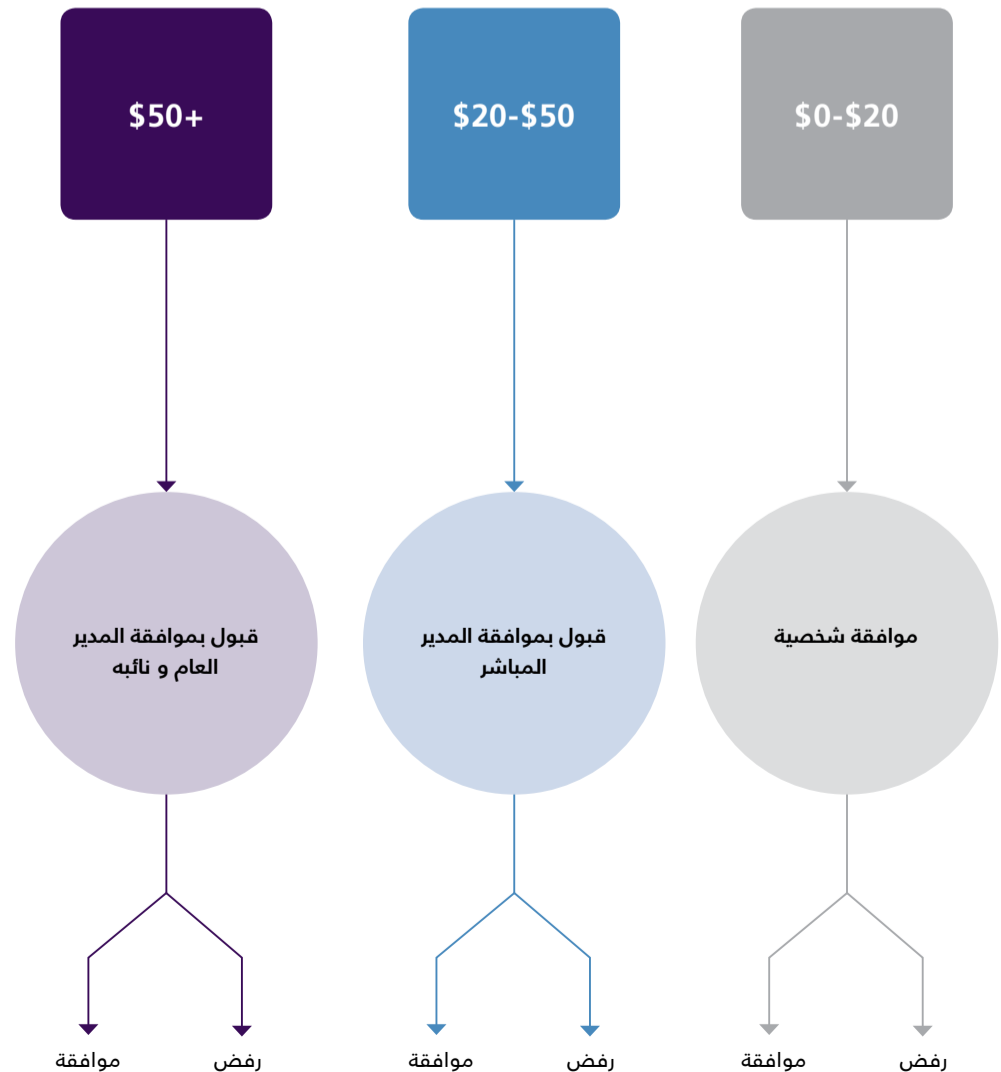 $0-$20
$20-$50
$50+
موافقة شخصية
قبول بموافقة المدير
المباشر
قبول بموافقة المدير
العام و نائبه
رفض
موافقة
رفض
موافقة
رفض
موافقة